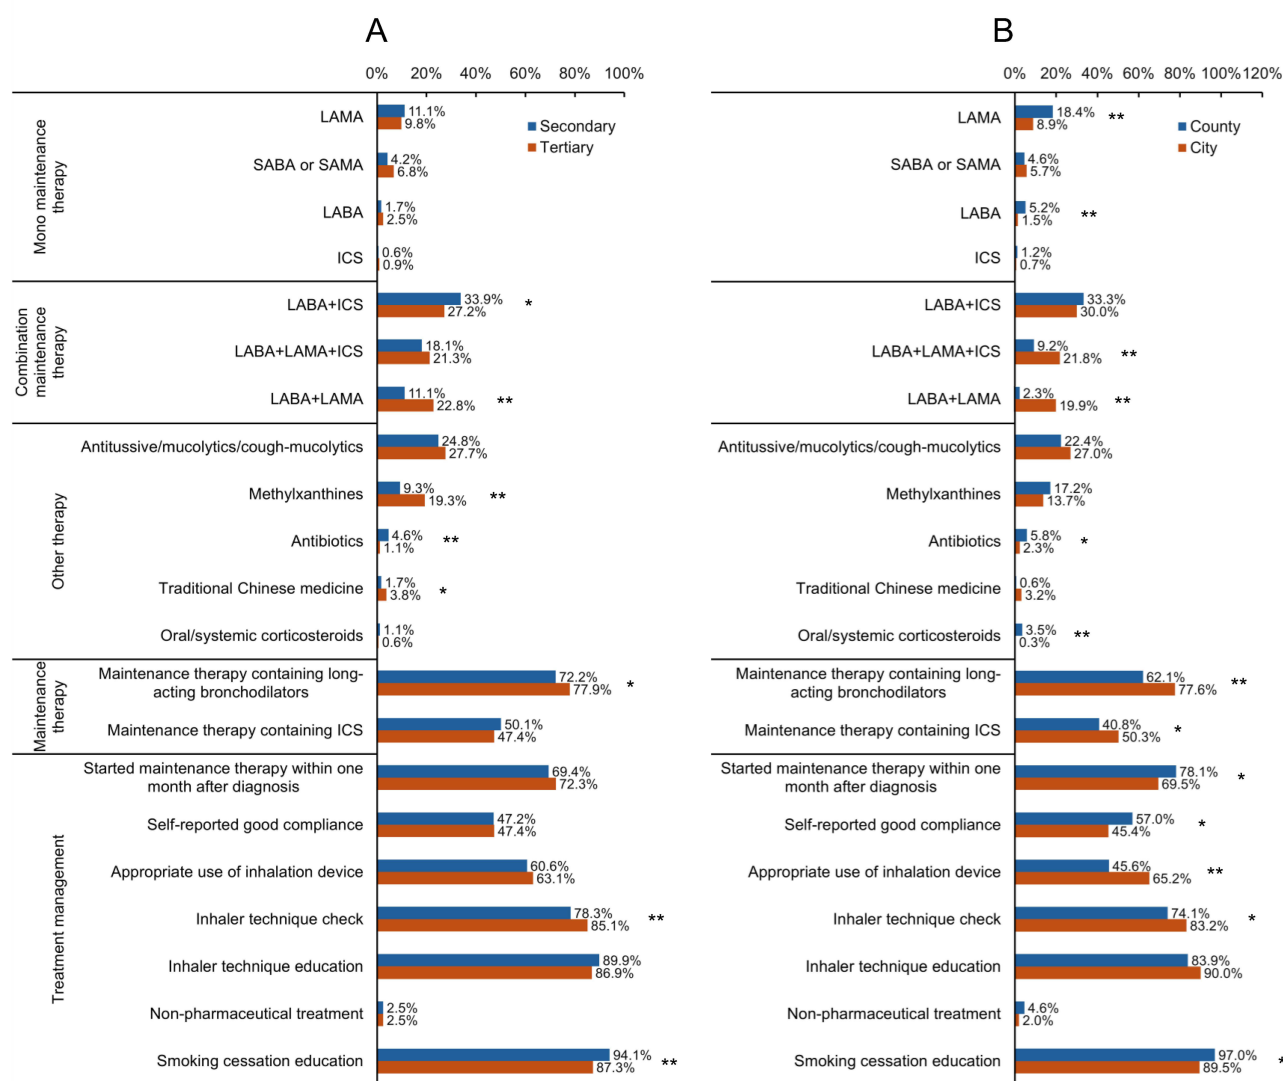 A
0% 20% 40% 60% 80% 100%
Secondary
Tertiary
Mono maintenance
therapy
LAMA
11.1%
9.8%
SABA or SAMA
4.2%
6.8%
LABA
1.7%
2.5%
ICS
0.6%
0.9%
Combination
maintenance
therapy
LABA+ICS
33.9% *
27.2%
LABA+LAMA+ICS
18.1%
21.3%
LABA+LAMA
11.1%
22.8% **
Other therapy
Antitussive/mucolytics/cough-mucolytics
24.8%
27.7%
Methylxanthines
9.3%
19.3% **
Antibiotics
4.6% **
1.1%
Traditional Chinese medicine
1.7%
3.8% *
Oral/systemic corticosteroids
1.1%
0.6%
Maintenance
therapy
Maintenance therapy containing long-
acting bronchodilators
72.2%
77.9% *
Maintenance therapy containing ICS
50.1%
47.4%
Treatment management
Started maintenance therapy within one
month after diagnosis
69.4%
72.3%
Self-reported good compliance
47.2%
47.4%
Appropriate use of inhalation device
60.6%
63.1%
Inhaler technique check
78.3% **
85.1%
Inhaler technique education
89.9%
86.9%
Non-pharmaceutical treatment
2.5%
2.5%
Smoking cessation education
94.1% **
87.3%
B
0% 20% 40% 60% 80% 100% 120%
County
City
LAMA
18.4% **
8.9%
SABA or SAMA
4.6%
5.7%
LABA
5.2% **
1.5%
ICS
1.2%
0.7%
LABA+ICS
33.3%
30.0%
LABA+LAMA+ICS
9.2% **
21.8%
LABA+LAMA
2.3%
19.9% **
Antitussive/mucolytics/cough-mucolytics
22.4%
27.0%
Methylxanthines
17.2%
13.7%
Antibiotics
5.8% *
2.3%
Traditional Chinese medicine
0.6%
3.2%
Oral/systemic corticosteroids
3.5% **
0.3%
Maintenance therapy containing long-
acting bronchodilators
62.1% **
77.6%
Maintenance therapy containing ICS
40.8% *
50.3%
Started maintenance therapy within one
month after diagnosis
78.1% *
69.5%
Self-reported good compliance
57.0% *
45.4%
Appropriate use of inhalation device
45.6% **
65.2%
Inhaler technique check
74.1% *
83.2%
Inhaler technique education
83.9%
90.0%
Non-pharmaceutical treatment
4.6%
2.0%
Smoking cessation education
97.0%
89.5%